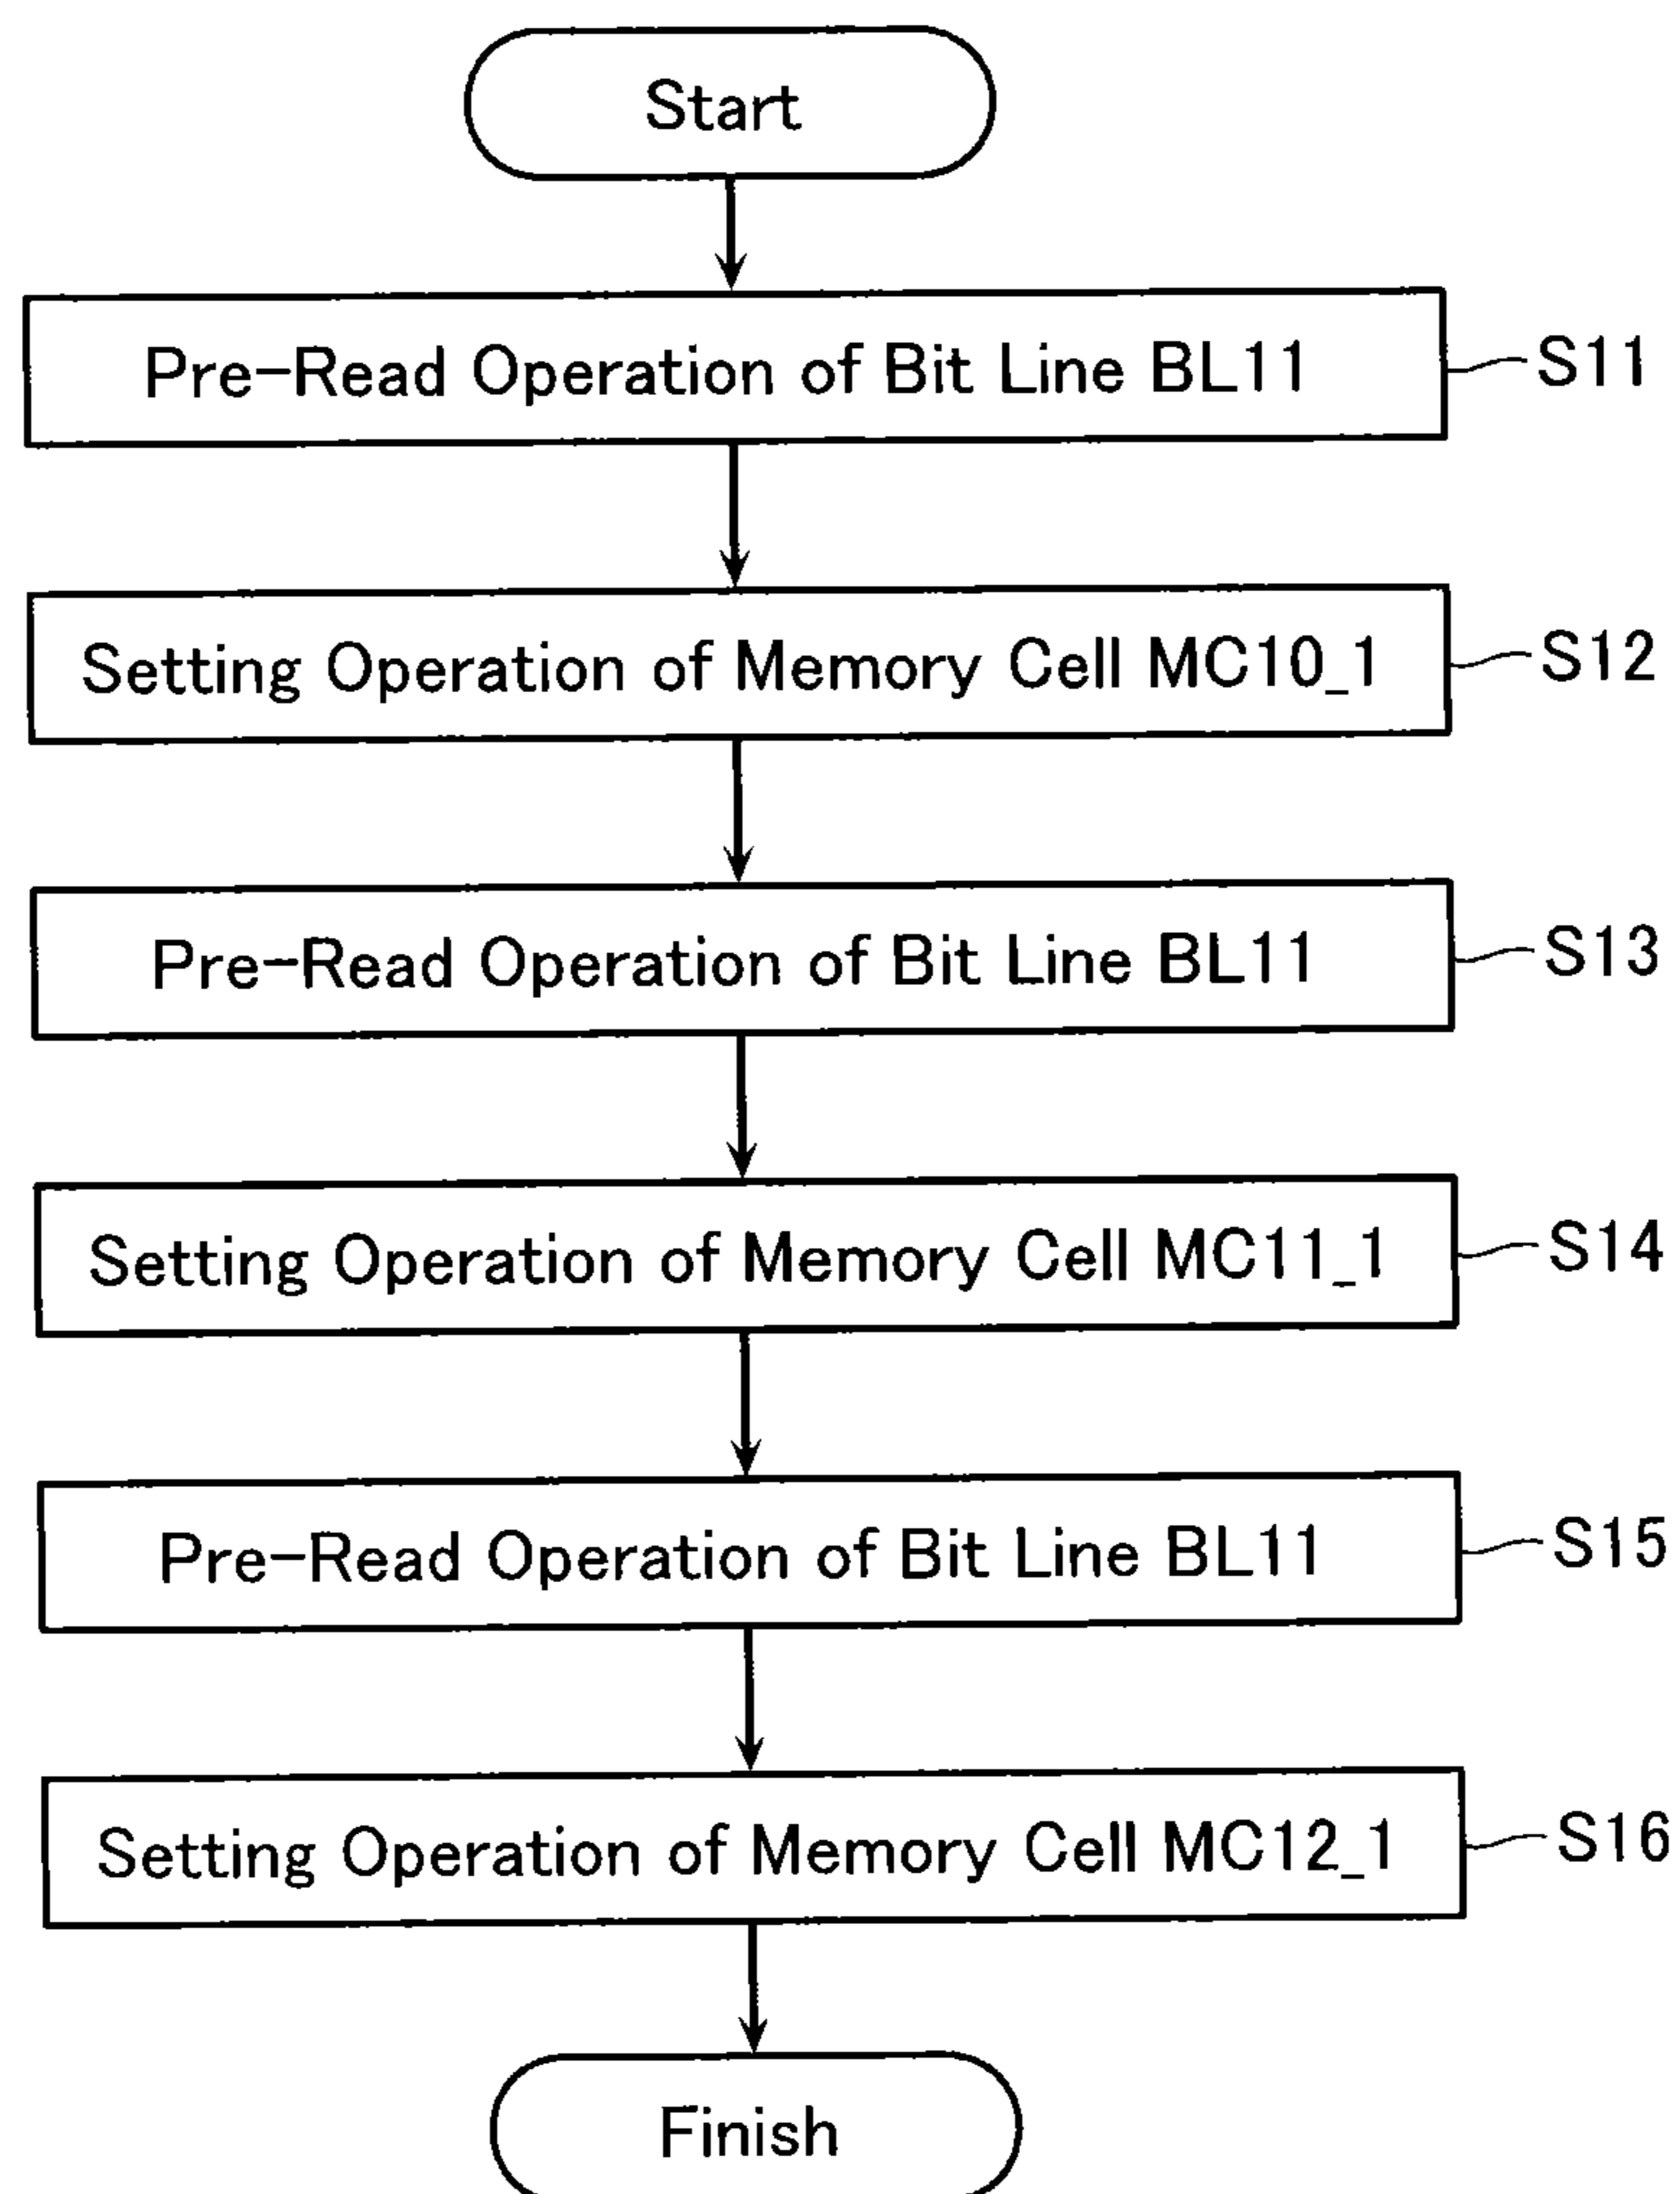 Start
Pre-Read Operation of Bit Line BL11
S11
Setting Operation of Memory Cell MC10_1
S12
Pre-Read Operation of Bit Line BL11
S13
Setting Operation of Memory Cell MC11_1
S14
Pre-Read Operation of Bit Line BL11
S15
Setting Operation of Memory Cell MC12_1
S16
Finish